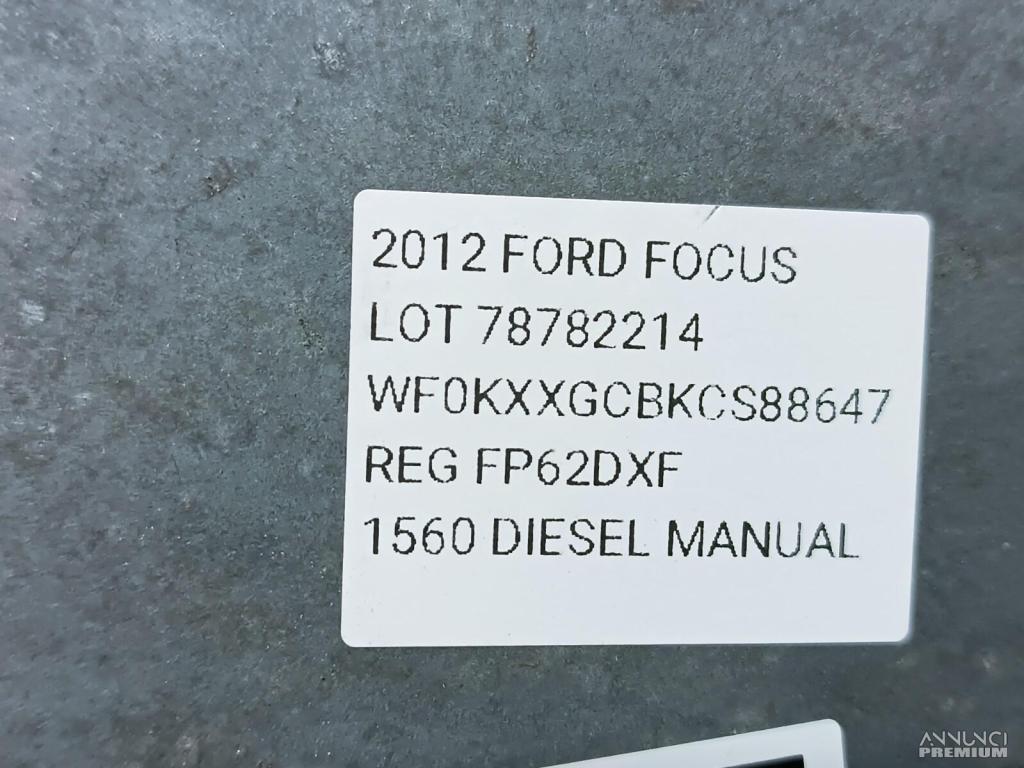 2012 FORD FOCUS
LOT 78782214
WF0KXXGCBKCS88647
REG FP62DXF
1560 DIESEL MANUAL
ANNUNCI
PREMIUM